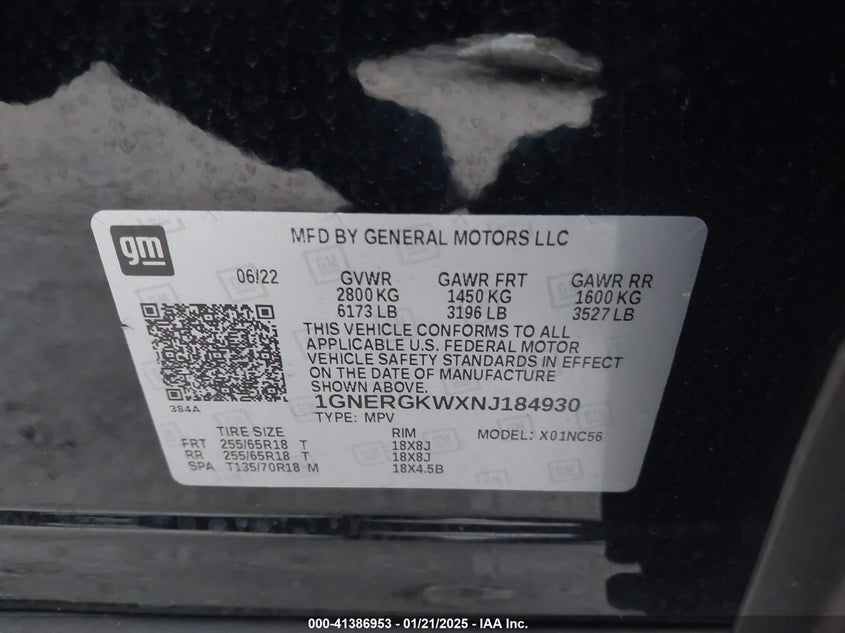 gm
MFD BY GENERAL MOTORS LLC
06/22 GVWR GAWR FRT GAWR RR
2800 KG 1450 KG 1600 KG
6173 LB 3196 LB 3527 LB
THIS VEHICLE CONFORMS TO ALL
APPLICABLE U.S. FEDERAL MOTOR
VEHICLE SAFETY STANDARDS IN EFFECT
ON THE DATE OF MANUFACTURE
SHOWN ABOVE.
384A
1GNERGKWXNJ184930
TYPE: MPV
TIRE SIZE RIM MODEL: X01NC56
FRT 255/65R18 T 18X8J
RR 255/65R18 T 18X8J
SPA T135/70R18 M 18X4.5B
000-41386953 - 01/21/2025 - IAA Inc.